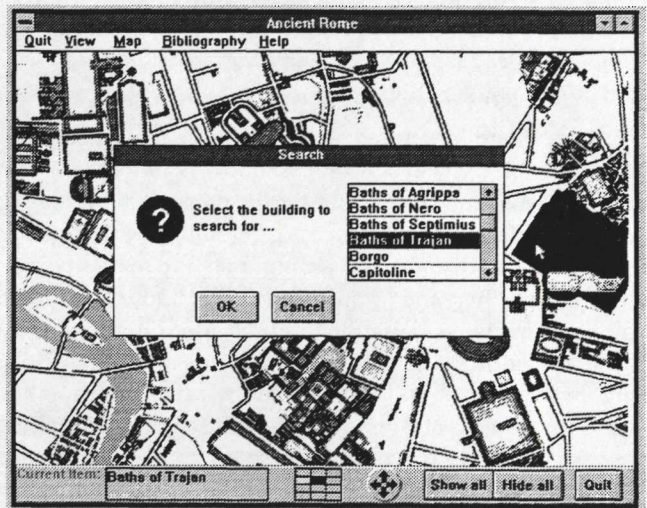 Ancient Rome
Quit View Map Bibliography Help
Search
Select the building to
search for ...
Baths of Agrippa
Baths of Nero
Baths of Septimius
Baths of Trajan
Borgo
Capitoline
OK Cancel
Current Item: Baths of Trajan
Show all Hide all Quit